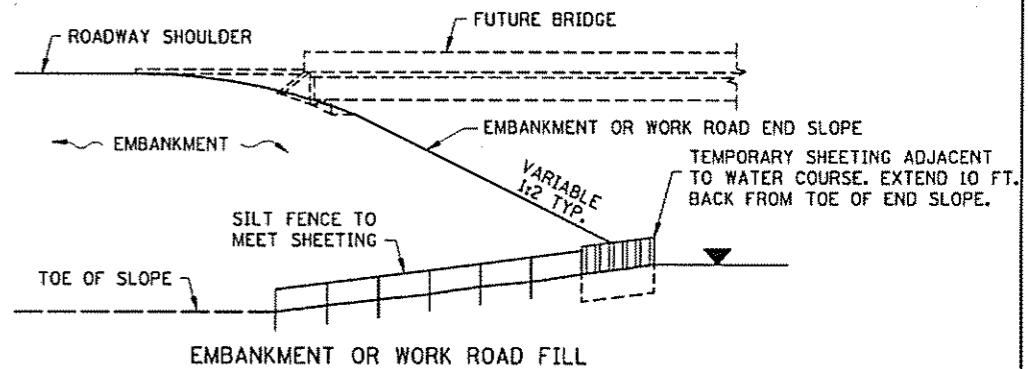 FUTURE BRIDGE
ROADWAY SHOULDER
EMBANKMENT
EMBANKMENT OR WORK ROAD END SLOPE
VARIABLE
1:2 TYP.
TEMPORARY SHEETING ADJACENT
TO WATER COURSE. EXTEND 10 FT.
BACK FROM TOE OF END SLOPE.
SILT FENCE TO
MEET SHEETING
TOE OF SLOPE
EMBANKMENT OR WORK ROAD FILL